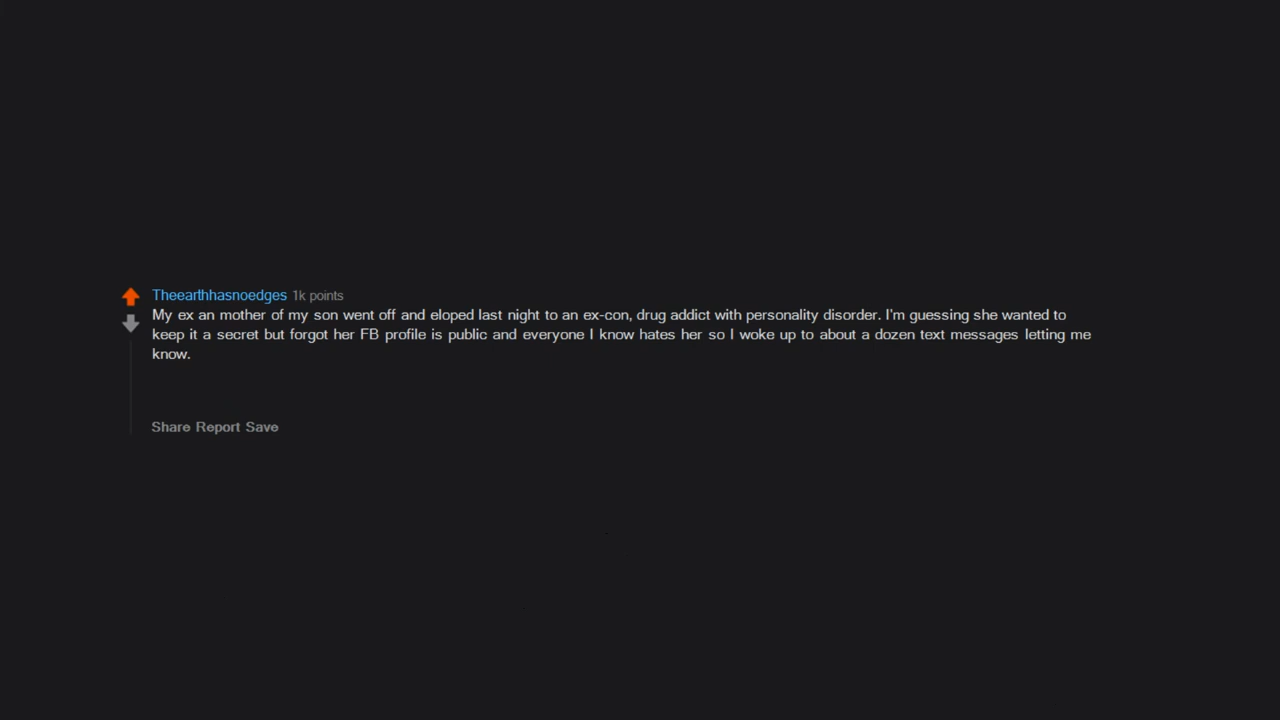 Theearthhasnoedges 1k points
My ex an mother of my son went off and eloped last night to an ex-con, drug addict with personality disorder. I'm guessing she wanted to
keep it a secret but forgot her FB profile is public and everyone I know hates her so I woke up to about a dozen text messages letting me
know.
Share Report Save